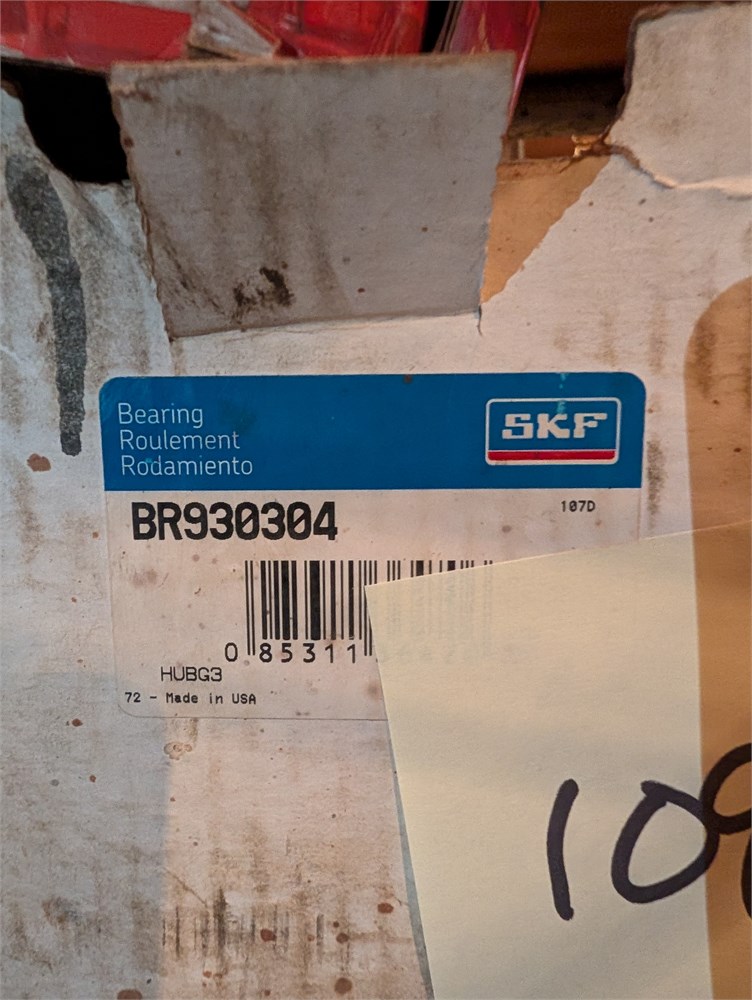 Bearing
Roulement
Rodamiento
SKF
BR930304
107D
0 85311
HUBG3
72 - Made in USA
10